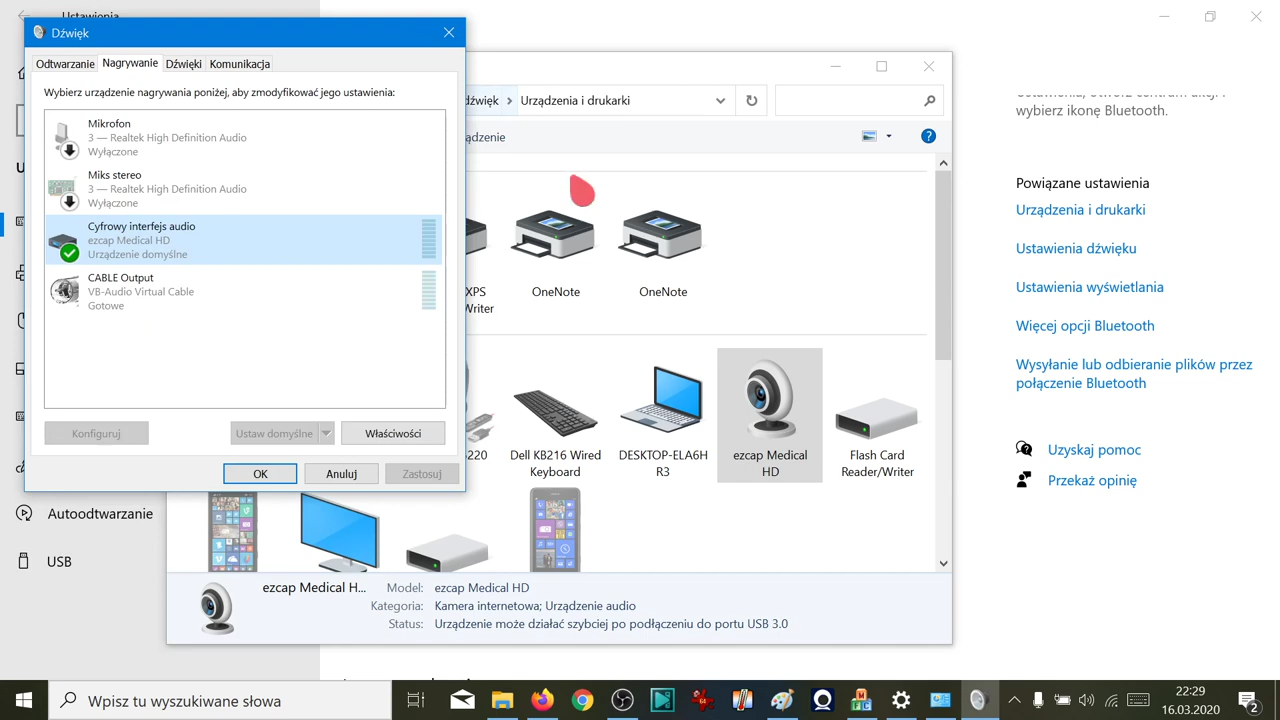 Ustawienia
Dźwięk
Odtwarzanie
Nagrywanie
Dźwięki
Komunikacja
Wybierz urządzenie nagrywania poniżej, aby zmodyfikować jego ustawienia:
Mikrofon
3 — Realtek High Definition Audio
Wyłączone
Miks stereo
3 — Realtek High Definition Audio
Wyłączone
Cyfrowy interfejs audio
ezcap Medical HD
Urządzenie domyślne
CABLE Output
VB-Audio Virtual Cable
Gotowe
Konfiguruj
Ustaw domyślne
Właściwości
OK
Anuluj
Zastosuj
Autoodtwarzanie
USB
dźwięk
Urządzenia i drukarki
ądzenie
XPS
Writer
OneNote
OneNote
220
Dell KB216 Wired
Keyboard
DESKTOP-ELA6H
R3
ezcap Medical
HD
Flash Card
Reader/Writer
ezcap Medical H...
Model: ezcap Medical HD
Kategoria: Kamera internetowa; Urządzenie audio
Status: Urządzenie może działać szybciej po podłączeniu do portu USB 3.0
wybierz ikonę Bluetooth.
Powiązane ustawienia
Urządzenia i drukarki
Ustawienia dźwięku
Ustawienia wyświetlania
Więcej opcji Bluetooth
Wysyłanie lub odbieranie plików przez
połączenie Bluetooth
Uzyskaj pomoc
Przekaż opinię
Wpisz tu wyszukiwane słowa
64
22:29
16.03.2020
2